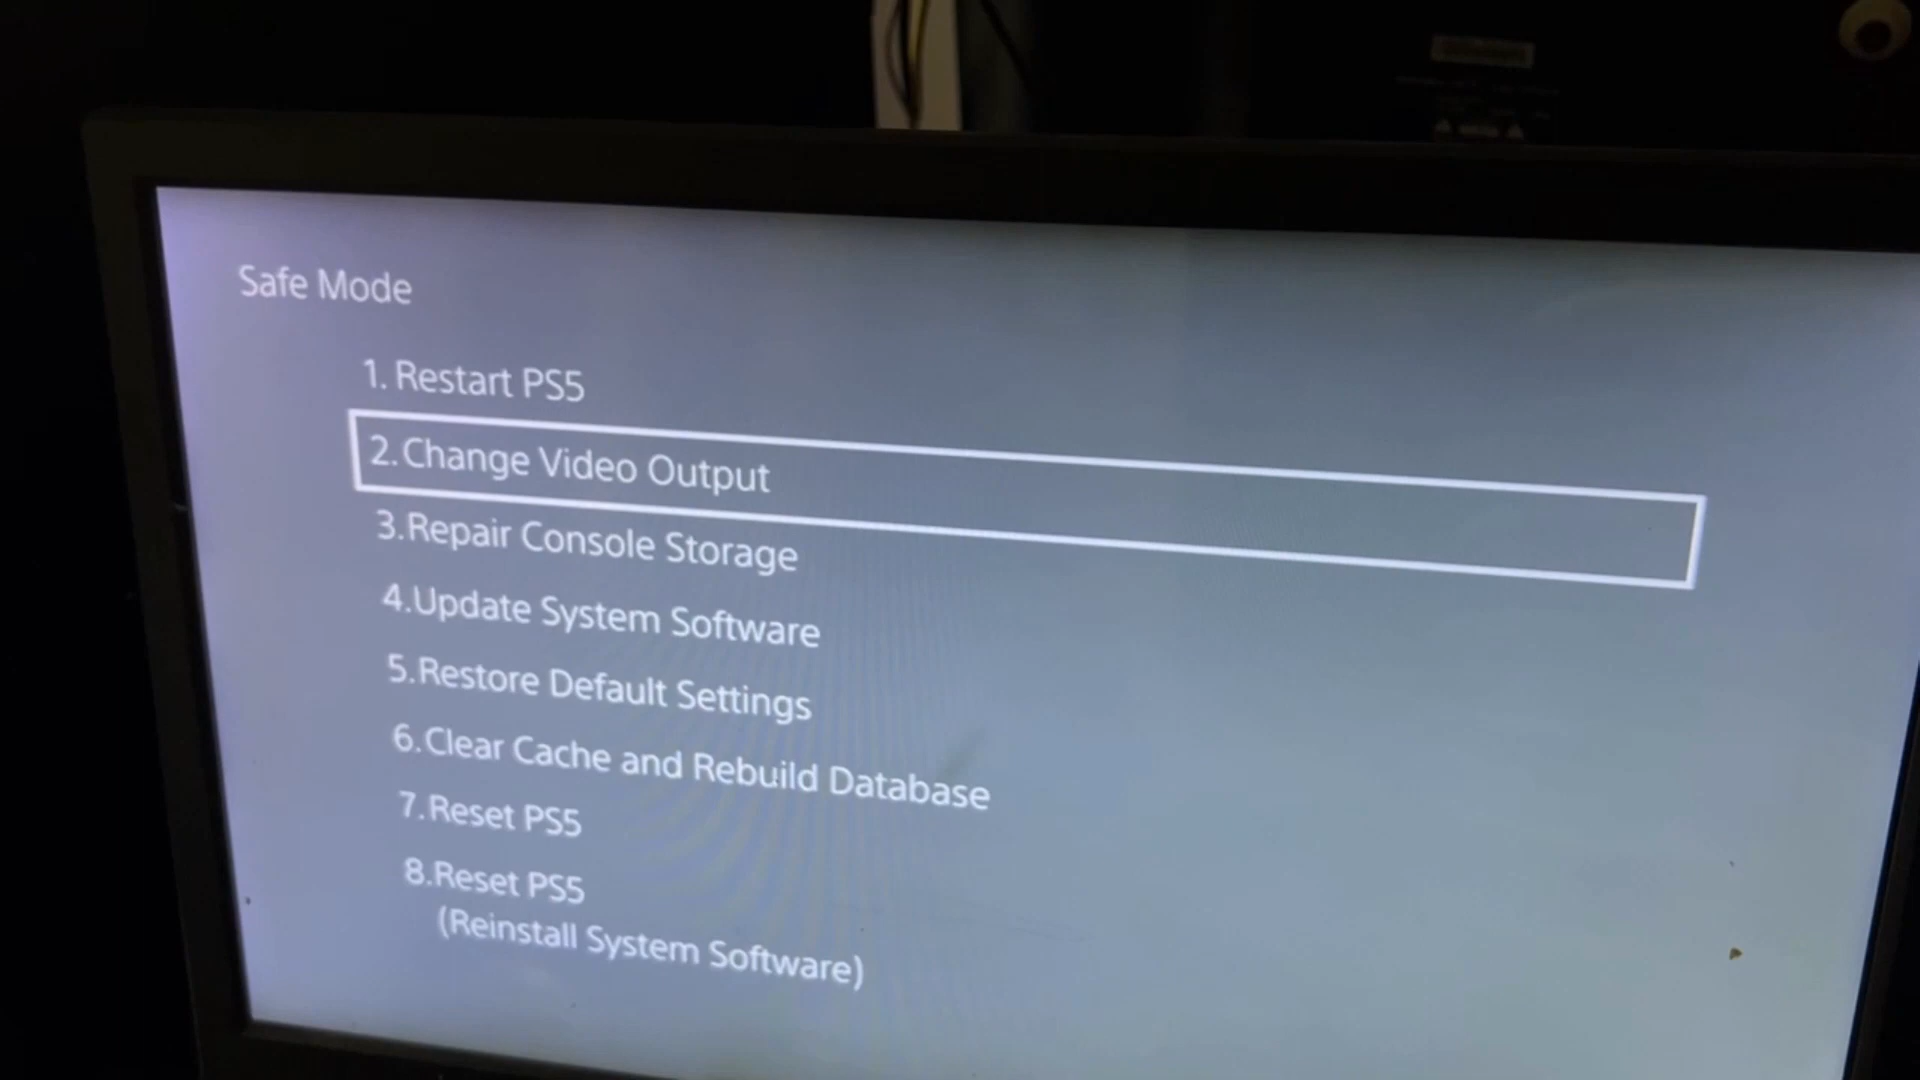 Safe Mode
1. Restart PS5
2.Change Video Output
3.Repair Console Storage
4.Update System Software
5.Restore Default Settings
6.Clear Cache and Rebuild Database
7.Reset PS5
8.Reset PS5
(Reinstall System Software)